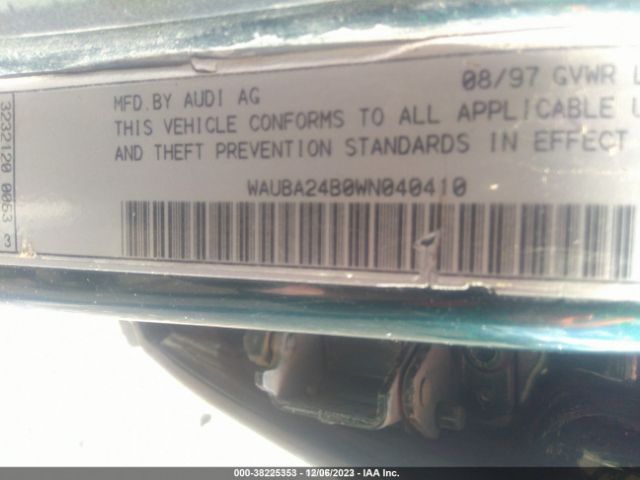 08/97 GVWR
MFD.BY AUDI AG
THIS VEHICLE CONFORMS TO ALL APPLICABLE
AND THEFT PREVENTION STANDARDS IN EFFECT
WAUBA24B0WN040410
3232120 0063 3
000-38225353 - 12/06/2023 - IAA Inc.